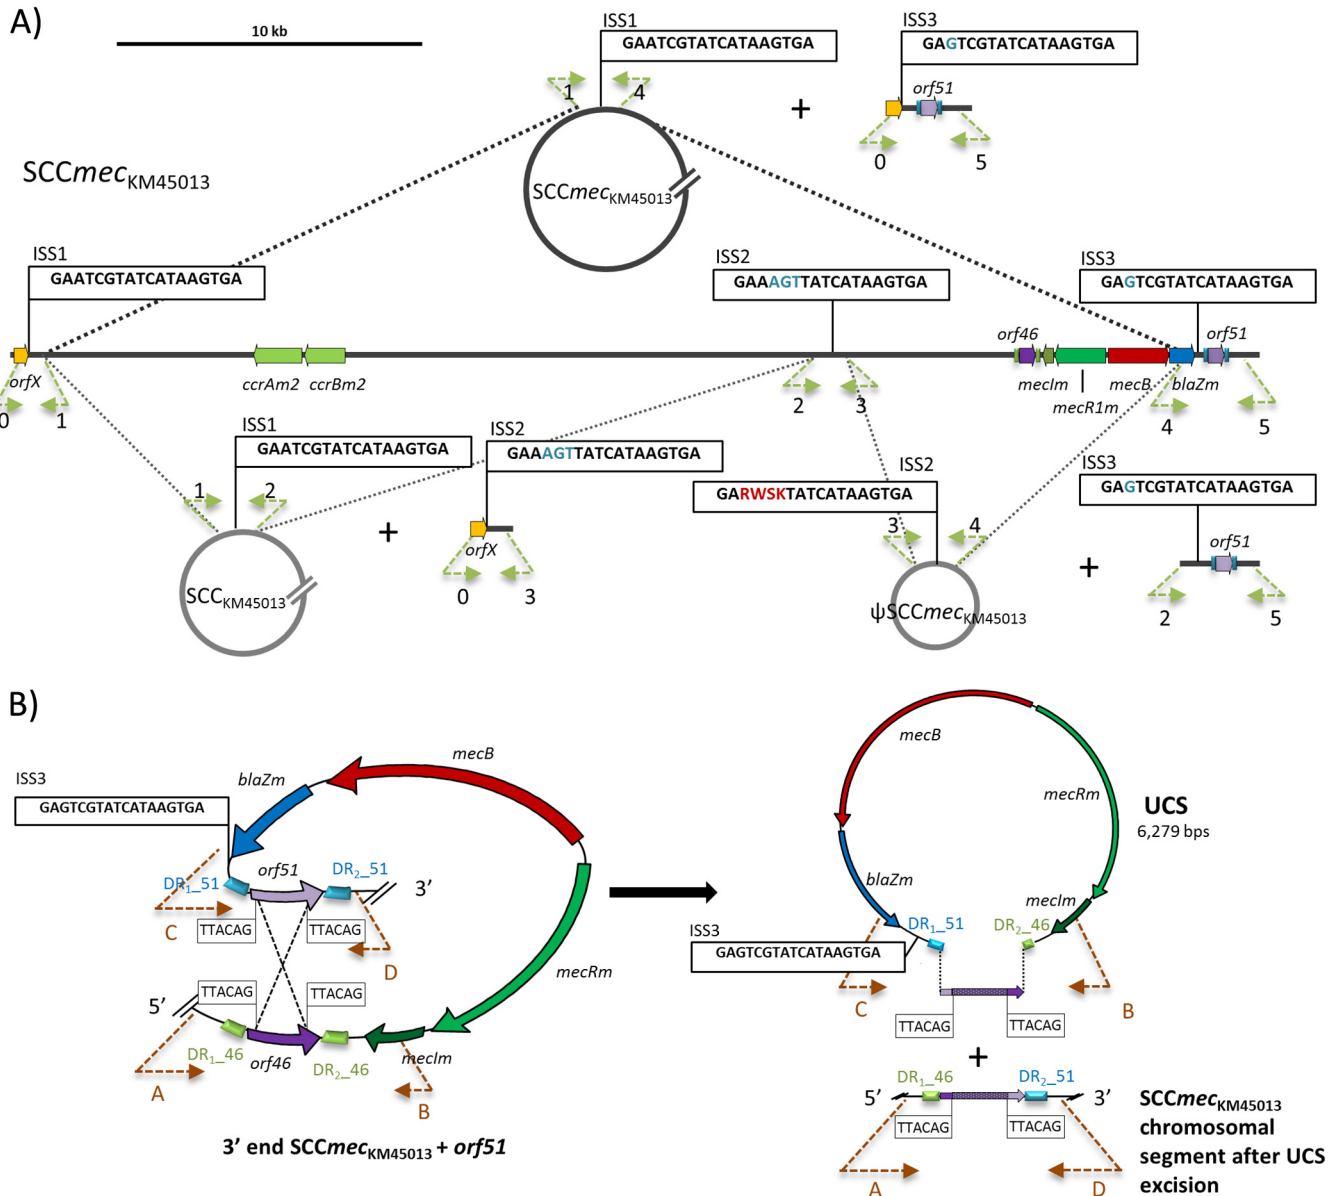 A)
10 kb
ISS1
GAATCGTATCATAAGTGA
ISS3
GAGTCGTATCATAAGTGA
1
4
+
orf51
0
5
SCCmecKM45013
SCCmecKM45013
ISS1
GAATCGTATCATAAGTGA
ISS2
GAAAGTTATCATAAGTGA
ISS3
GAGTCGTATCATAAGTGA
orf46
orf51
orfX
ccrAm2
ccrBm2
mecIm
mecB
blaZm
mecR1m
0
1
2
3
4
5
ISS1
GAATCGTATCATAAGTGA
ISS2
GAAAGTTATCATAAGTGA
ISS2
GARWSKTATCATAAGTGA
ISS3
GAGTCGTATCATAAGTGA
1
2
3
4
+
orfX
orf51
+
SCCKM45013
0
3
ψSCCmecKM45013
2
5
B)
mecB
blaZm
ISS3
GAGTCGTATCATAAGTGA
orf51
DR1_51
DR2_51
3’
C
TTACAG
TTACAG
D
mecRm
TTACAG
TTACAG
5’
DR1_46
orf46
DR2_46
mecIm
A
B
3’ end SCCmecKM45013 + orf51
mecB
mecRm
UCS
6,279 bps
blaZm
mecIm
DR1_51
DR2_46
ISS3
GAGTCGTATCATAAGTGA
C
B
TTACAG
TTACAG
+
DR1_46
DR2_51
5’
3’
TTACAG
TTACAG
A
D
SCCmecKM45013
chromosomal
segment after UCS
excision